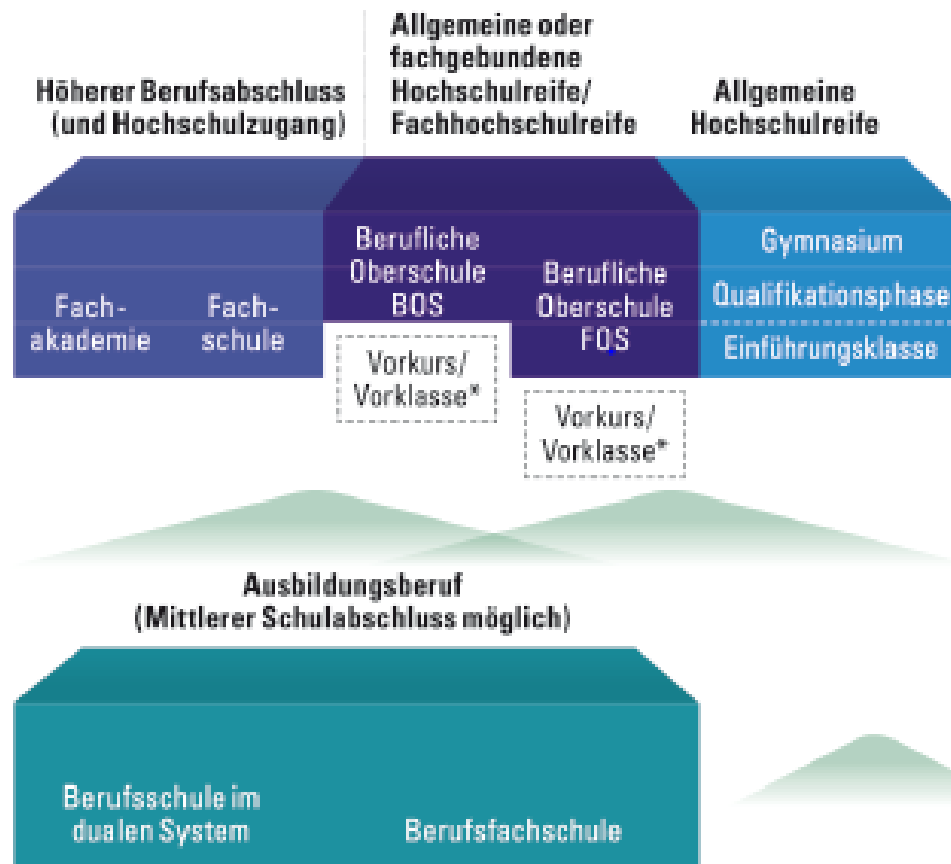 Höherer Berufsabschluss
(und Hochschulzugang)
Allgemeine oder
fachgebundene
Hochschulreife/
Fachhochschulreife
Allgemeine
Hochschulreife
Fach-
akademie
Fach-
schule
Berufliche
Oberschule
BOS
Vorkurs/
Vorklasse*
Berufliche
Oberschule
FOS
Vorkurs/
Vorklasse*
Gymnasium
Qualifikationsphase
Einführungsklasse
Ausbildungsberuf
(Mittlerer Schulabschluss möglich)
Berufsschule im
dualen System
Berufsfachschule